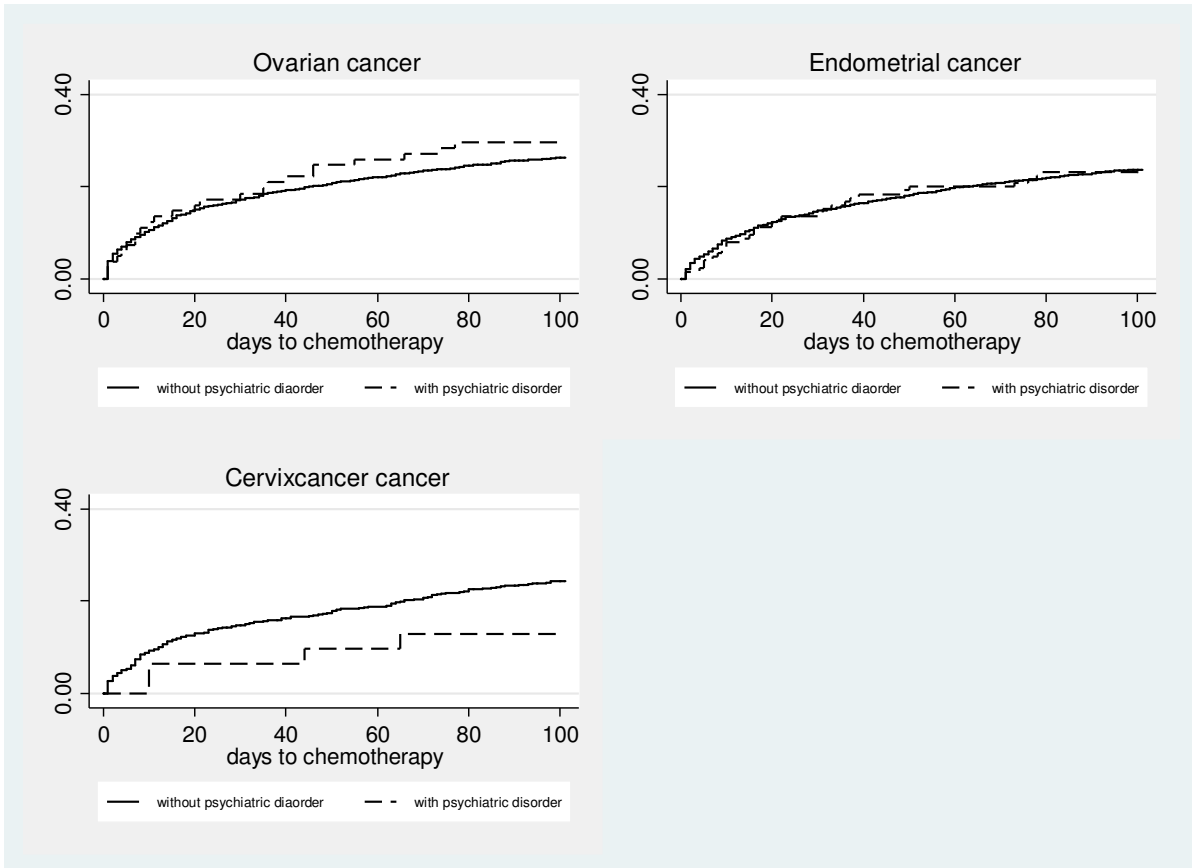 Ovarian cancer
0.40
0.00
0 20 40 60 80 100
days to chemotherapy
without psychiatric diaorder with psychiatric disorder
Endometrial cancer
0.40
0.00
0 20 40 60 80 100
days to chemotherapy
without psychiatric diaorder with psychiatric disorder
Cervixcancer cancer
0.40
0.00
0 20 40 60 80 100
days to chemotherapy
without psychiatric diaorder with psychiatric disorder